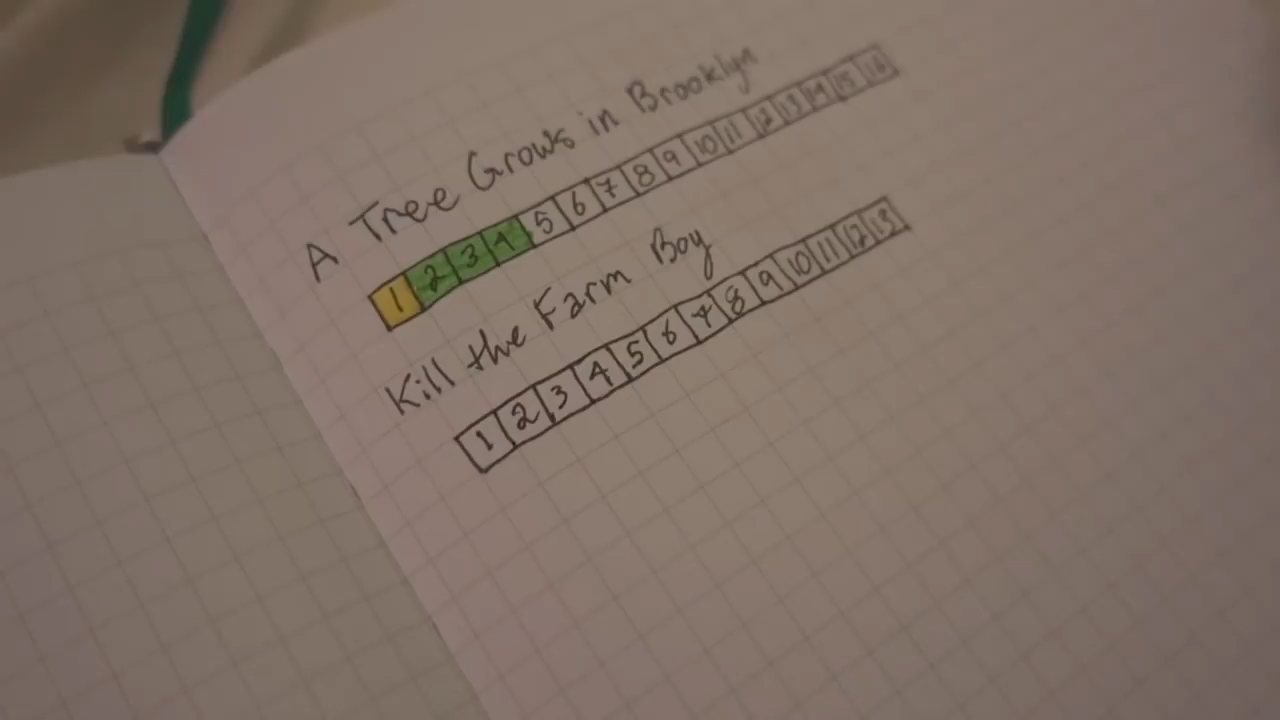 A Tree Grows in Brooklyn
1 2 3 4 5 6 7 8 9 10 11 12 13 14 15 16
Kill the Farm Boy
1 2 3 4 5 6 7 8 9 10 11 12 13